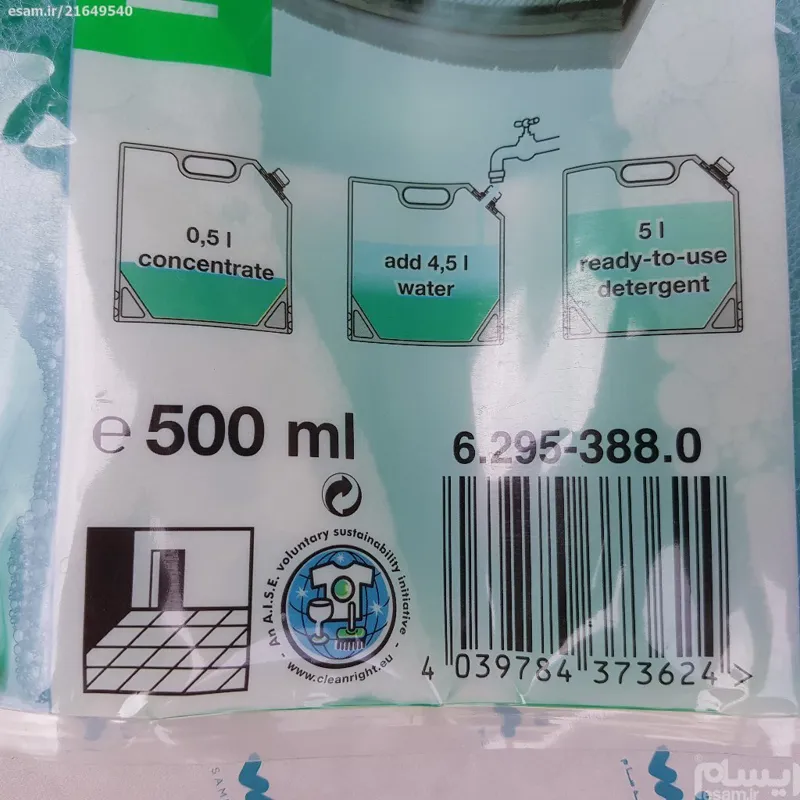 esam.ir/21649540
0,5 l
concentrate
add 4,5 l
water
5 l
ready-to-use
detergent
e 500 ml
6.295-388.0
An A.I.S.E. voluntary sustainability initiative
- www.cleanright.eu -
4 039784 373624 >
SAM
ایسام
esam.ir